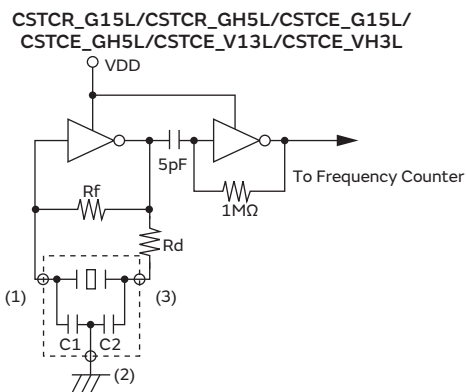 CSTCR_G15L/CSTCR_GH5L/CSTCE_G15L/
CSTCE_GH5L/CSTCE_V13L/CSTCE_VH3L
VDD
5pF
To Frequency Counter
Rf
1MΩ
Rd
(1)
(3)
C1
C2
(2)